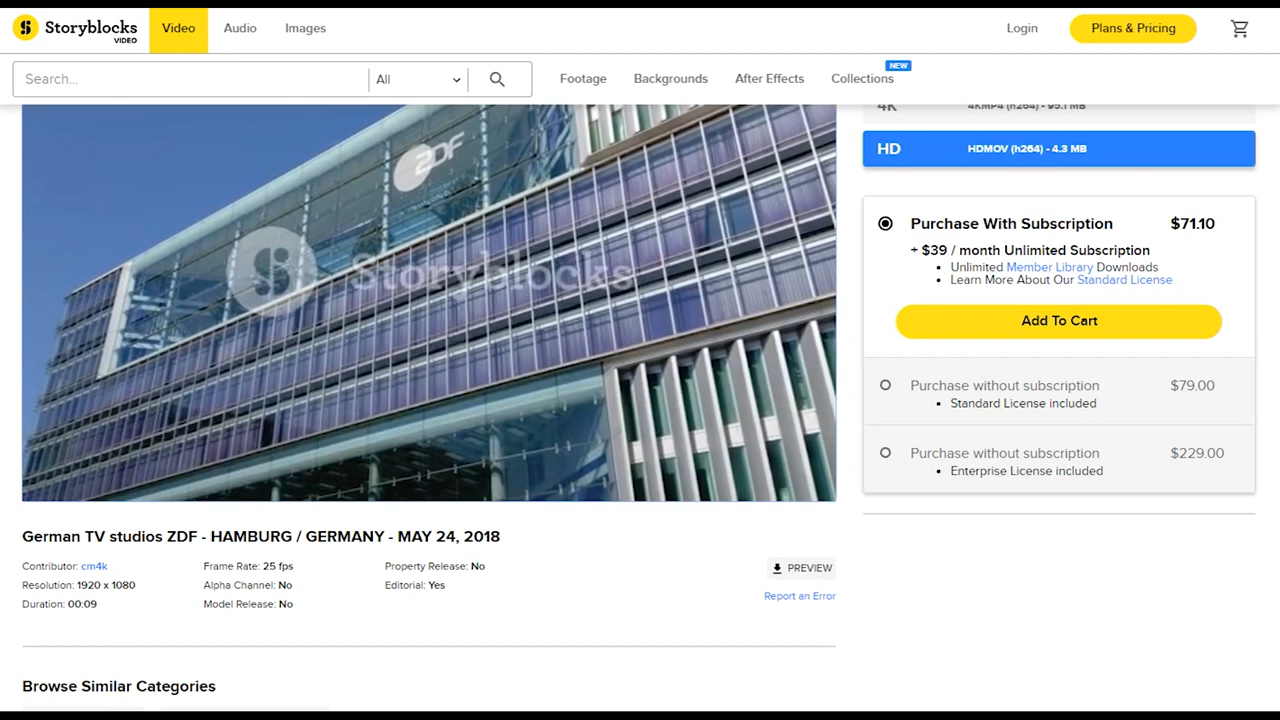 Storyblocks
VIDEO
Video
Audio
Images
Login
Plans & Pricing
Search...
All
Footage
Backgrounds
After Effects
Collections
NEW
4K 4KMP4 (h264) - 95.1 MB
HD HDMOV (h264) - 4.3 MB
ZDF
Storyblocks
Purchase With Subscription $71.10
+ $39 / month Unlimited Subscription
• Unlimited Member Library Downloads
• Learn More About Our Standard License
Add To Cart
Purchase without subscription $79.00
• Standard License included
Purchase without subscription $229.00
• Enterprise License included
German TV studios ZDF - HAMBURG / GERMANY - MAY 24, 2018
Contributor: cm4k Frame Rate: 25 fps Property Release: No
Resolution: 1920 x 1080 Alpha Channel: No Editorial: Yes
Duration: 00:09 Model Release: No
PREVIEW
Report an Error
Browse Similar Categories